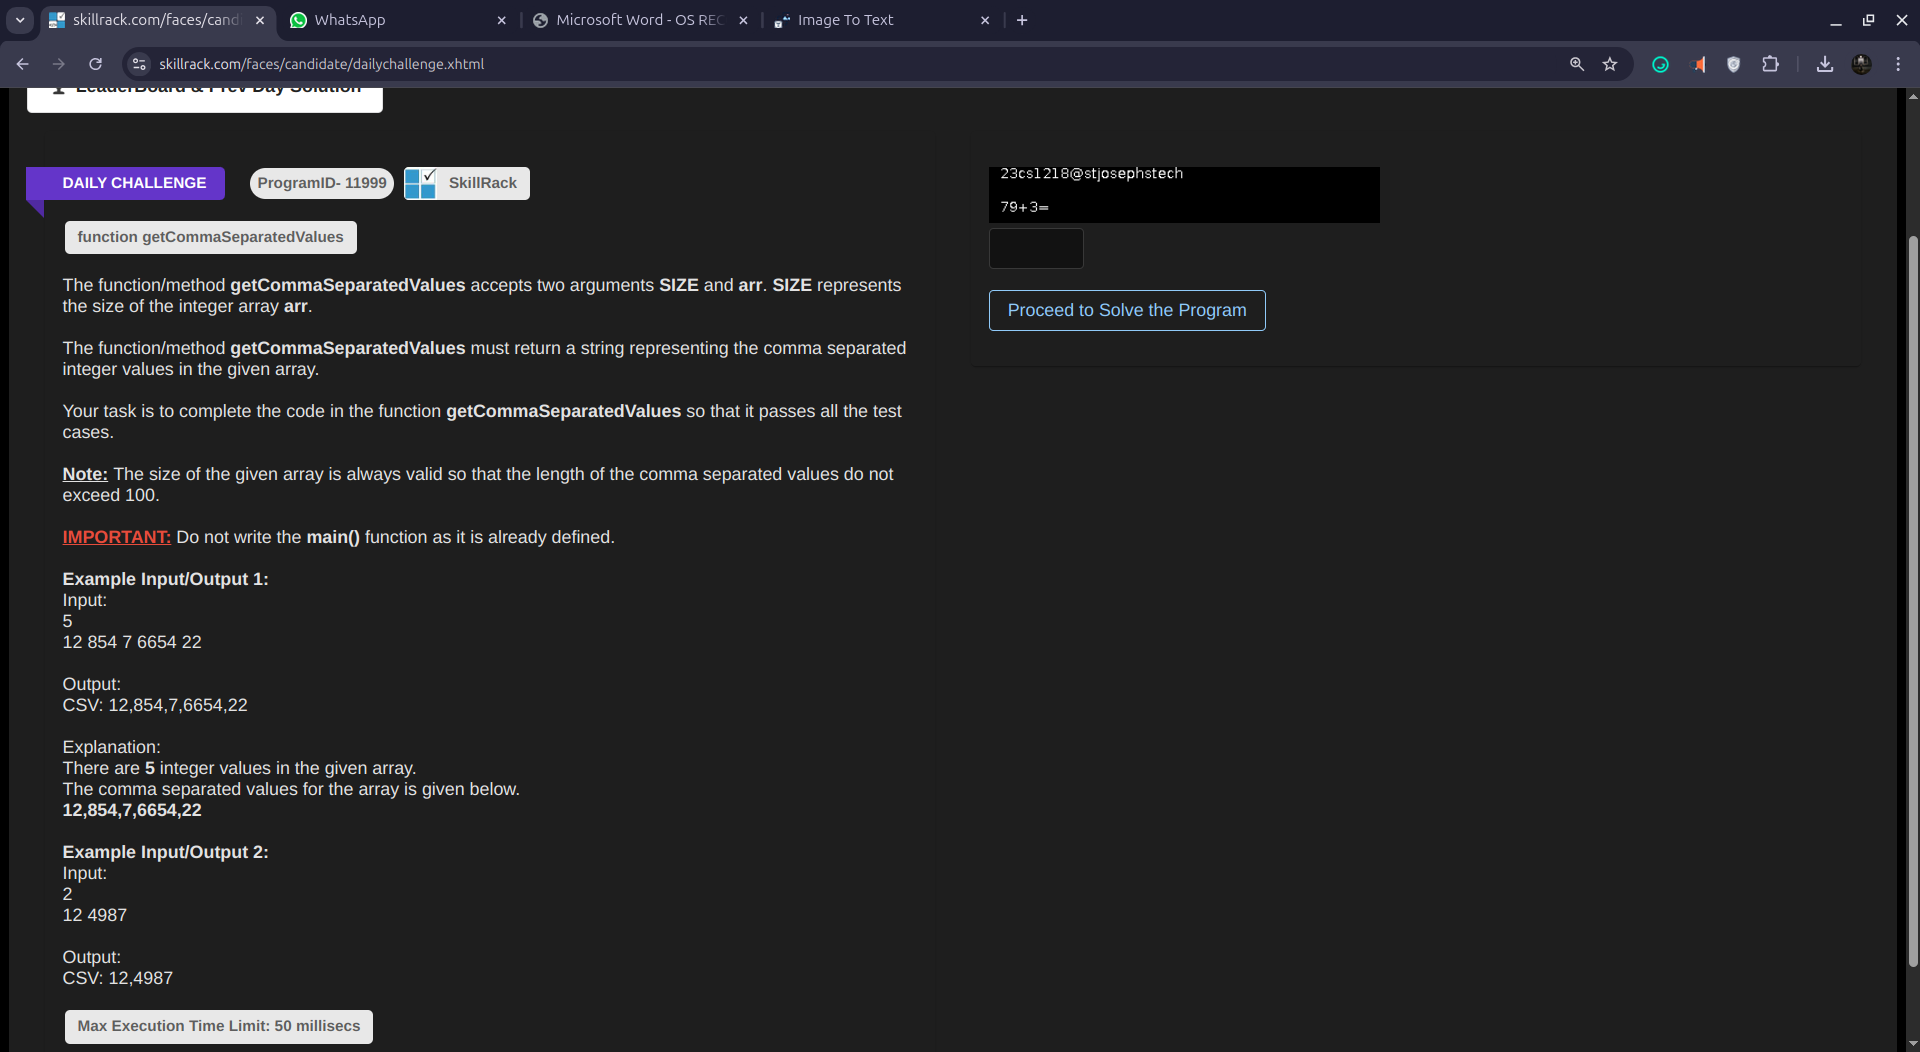 skillrack.com/faces/candi
WhatsApp
Microsoft Word - OS REC
Image To Text
skillrack.com/faces/candidate/dailychallenge.xhtml
LeaderBoard & Prev Day Solution
DAILY CHALLENGE
ProgramID- 11999
SkillRack
function getCommaSeparatedValues
The function/method getCommaSeparatedValues accepts two arguments SIZE and arr. SIZE represents
the size of the integer array arr.
The function/method getCommaSeparatedValues must return a string representing the comma separated
integer values in the given array.
Your task is to complete the code in the function getCommaSeparatedValues so that it passes all the test
cases.
Note: The size of the given array is always valid so that the length of the comma separated values do not
exceed 100.
IMPORTANT: Do not write the main() function as it is already defined.
Example Input/Output 1:
Input:
5
12 854 7 6654 22
Output:
CSV: 12,854,7,6654,22
Explanation:
There are 5 integer values in the given array.
The comma separated values for the array is given below.
12,854,7,6654,22
Example Input/Output 2:
Input:
2
12 4987
Output:
CSV: 12,4987
Max Execution Time Limit: 50 millisecs
23cs1218@stjosephstech
79+3=
Proceed to Solve the Program